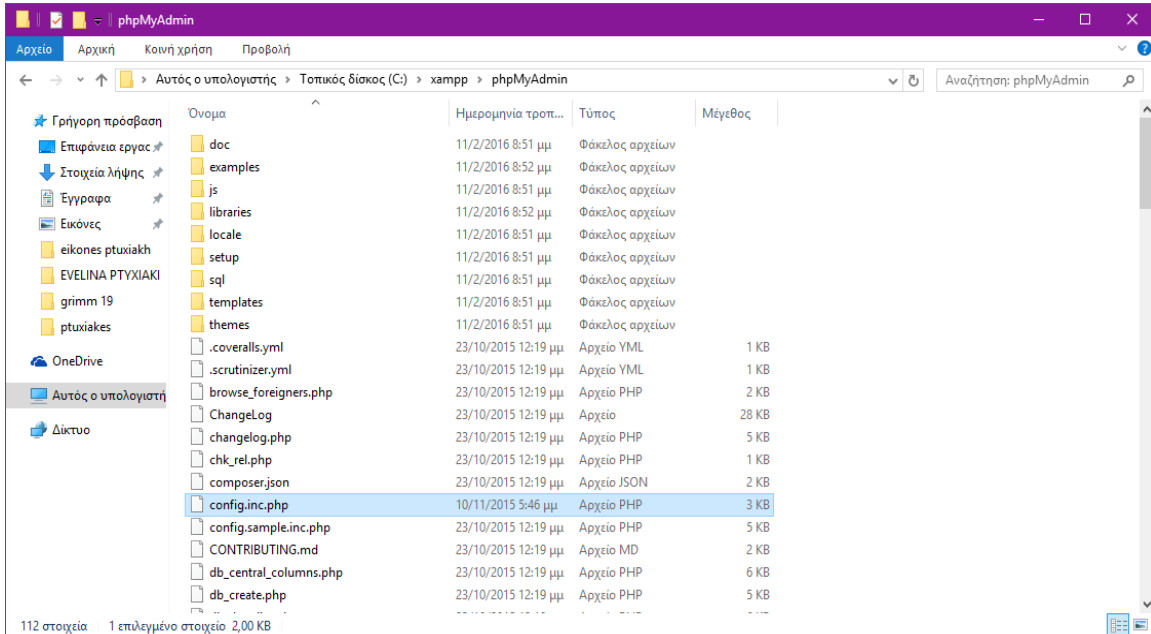 phpMyAdmin
Αρχείο Αρχική Κοινή χρήση Προβολή
Αυτός ο υπολογιστής > Τοπικός δίσκος (C:) > xampp > phpMyAdmin
Αναζήτηση: phpMyAdmin
Γρήγορη πρόσβαση
Επιφάνεια εργας
Στοιχεία λήψης
Έγγραφα
Εικόνες
eikones ptuxiakh
EVELINA PTYXIAKI
grimm 19
ptuxiakes
OneDrive
Αυτός ο υπολογιστή
Δίκτυο
Όνομα Ημερομηνία τροπ... Τύπος Μέγεθος
doc 11/2/2016 8:51 μμ Φάκελος αρχείων
examples 11/2/2016 8:52 μμ Φάκελος αρχείων
js 11/2/2016 8:51 μμ Φάκελος αρχείων
libraries 11/2/2016 8:52 μμ Φάκελος αρχείων
locale 11/2/2016 8:51 μμ Φάκελος αρχείων
setup 11/2/2016 8:51 μμ Φάκελος αρχείων
sql 11/2/2016 8:51 μμ Φάκελος αρχείων
templates 11/2/2016 8:51 μμ Φάκελος αρχείων
themes 11/2/2016 8:51 μμ Φάκελος αρχείων
.coveralls.yml 23/10/2015 12:19 μμ Αρχείο YML 1 KB
.scrutinizer.yml 23/10/2015 12:19 μμ Αρχείο YML 1 KB
browse_foreigners.php 23/10/2015 12:19 μμ Αρχείο PHP 2 KB
ChangeLog 23/10/2015 12:19 μμ Αρχείο 28 KB
changelog.php 23/10/2015 12:19 μμ Αρχείο PHP 5 KB
chk_rel.php 23/10/2015 12:19 μμ Αρχείο PHP 1 KB
composer.json 23/10/2015 12:19 μμ Αρχείο JSON 2 KB
config.inc.php 10/11/2015 5:46 μμ Αρχείο PHP 3 KB
config.sample.inc.php 23/10/2015 12:19 μμ Αρχείο PHP 5 KB
CONTRIBUTING.md 23/10/2015 12:19 μμ Αρχείο MD 2 KB
db_central_columns.php 23/10/2015 12:19 μμ Αρχείο PHP 6 KB
db_create.php 23/10/2015 12:19 μμ Αρχείο PHP 5 KB
112 στοιχεία 1 επιλεγμένο στοιχείο 2,00 KB